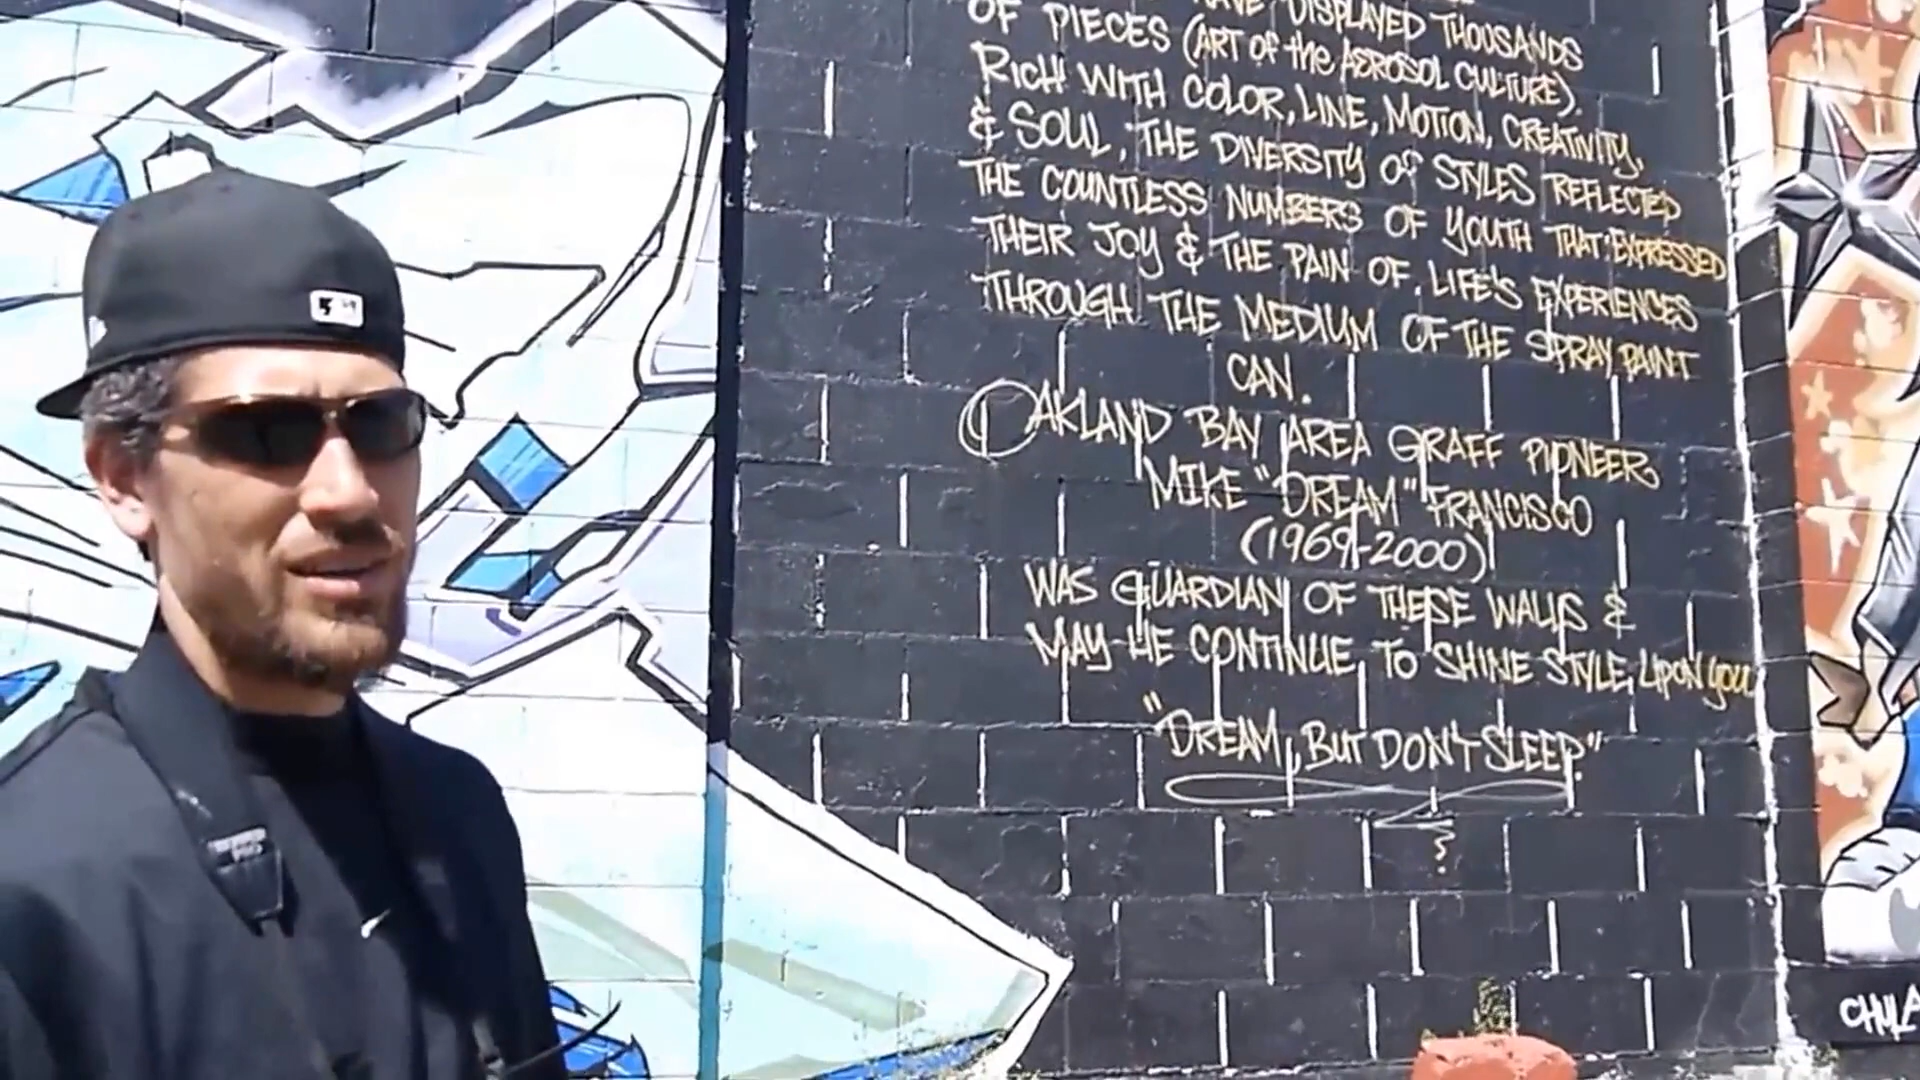 HAVE DISPLAYED THOUSANDS
OF PIECES (ART OF the AEROSOL CULTURE).
RICH WITH COLOR, LINE, MOTION, CREATIVITY,
& SOUL, THE DIVERSITY OF STYLES REFLECTED
THE COUNTLESS NUMBERS OF YOUTH THAT EXPRESSED
THEIR JOY & THE PAIN OF LIFE'S EXPERIENCES
THROUGH THE MEDIUM OF THE SPRAY PAINT
CAN.
OAKLAND BAY AREA GRAFF PIONEER
MIKE "DREAM" FRANCISCO
(1969-2000)
WAS GUARDIAN OF THESE WALLS &
MAY HE CONTINUE TO SHINE STYLE UPON YOU
"DREAM, BUT DON'T SLEEP."